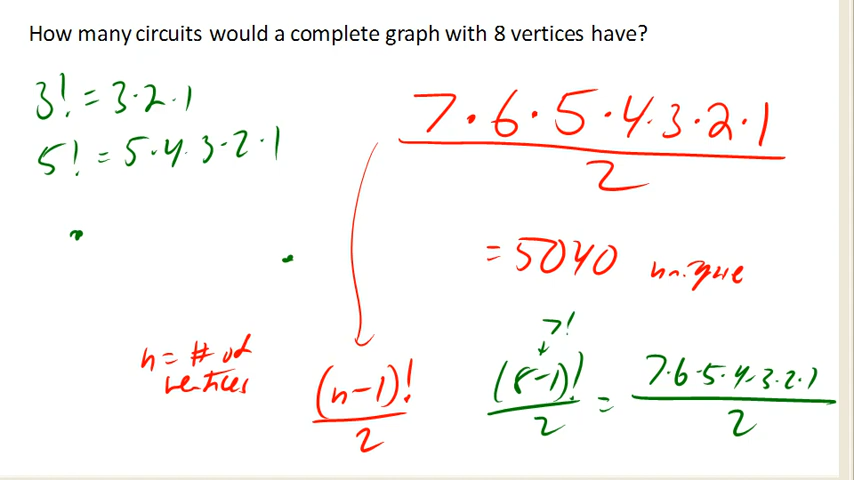 How many circuits would a complete graph with 8 vertices have?
3! = 3·2·1
5! = 5·4·3·2·1
7·6·5·4·3·2·1
2
= 5040 unique
n = # of
vertices
(n-1)!
2
7!
(8-1)!
2
=
7·6·5·4·3·2·1
2